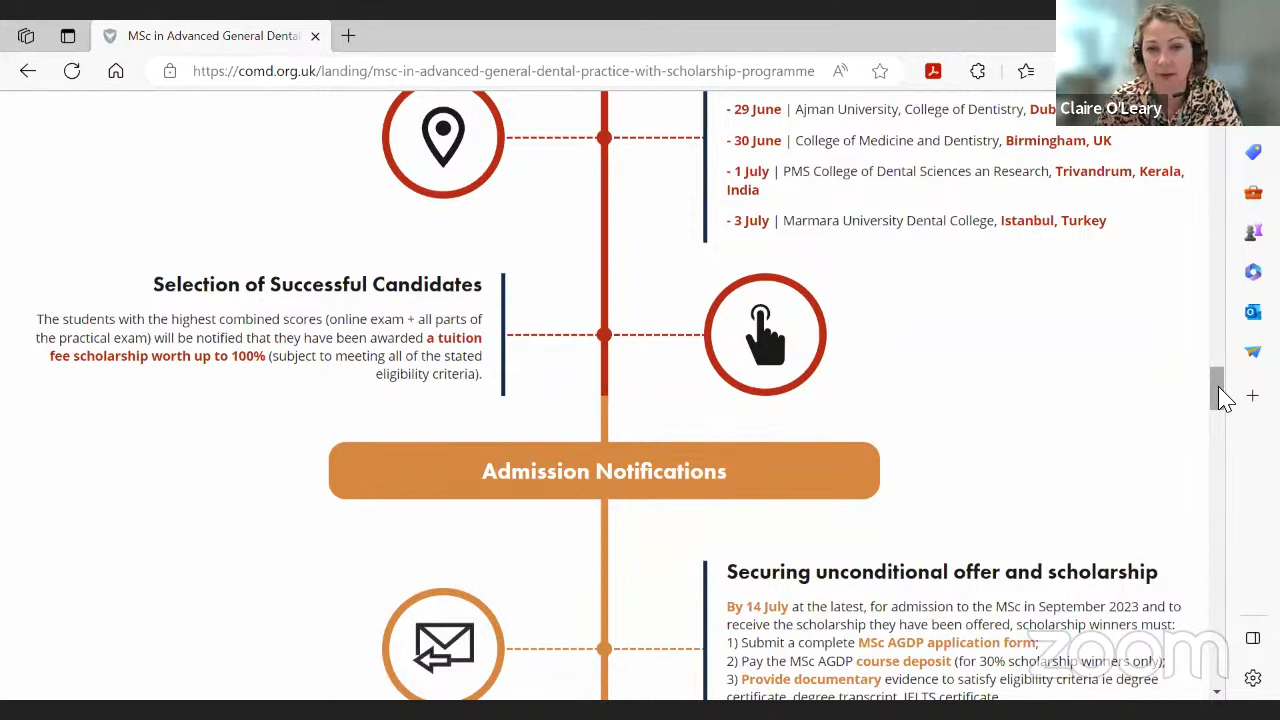 MSc in Advanced General Denta
https://comd.org.uk/landing/msc-in-advanced-general-dental-practice-with-scholarship-programme
Claire O'Leary
- 29 June | Ajman University, College of Dentistry, Dub
- 30 June | College of Medicine and Dentistry, Birmingham, UK
- 1 July | PMS College of Dental Sciences an Research, Trivandrum, Kerala,
India
- 3 July | Marmara University Dental College, Istanbul, Turkey
Selection of Successful Candidates
The students with the highest combined scores (online exam + all parts of
the practical exam) will be notified that they have been awarded a tuition
fee scholarship worth up to 100% (subject to meeting all of the stated
eligibility criteria).
Admission Notifications
Securing unconditional offer and scholarship
By 14 July at the latest, for admission to the MSc in September 2023 and to
receive the scholarship they have been offered, scholarship winners must:
1) Submit a complete MSc AGDP application form;
2) Pay the MSc AGDP course deposit (for 30% scholarship winners only);
3) Provide documentary evidence to satisfy eligibility criteria ie degree
certificate, degree transcript, IELTS certificate
zoom